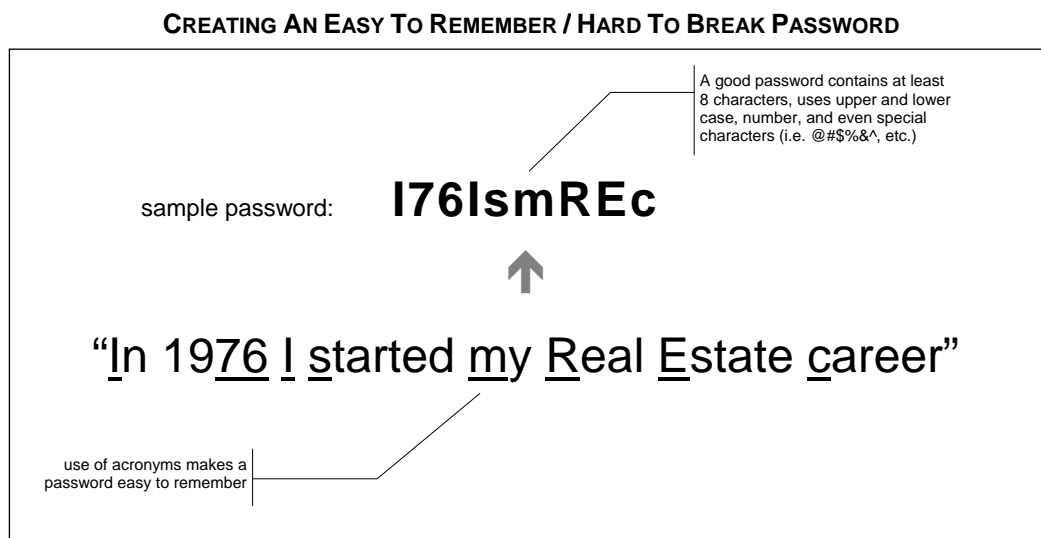 CREATING AN EASY TO REMEMBER / HARD TO BREAK PASSWORD
A good password contains at least
8 characters, uses upper and lower
case, number, and even special
characters (i.e. @#$%&^, etc.)
sample password: I76IsmREc
“In 1976 I started my Real Estate career”
use of acronyms makes a
password easy to remember